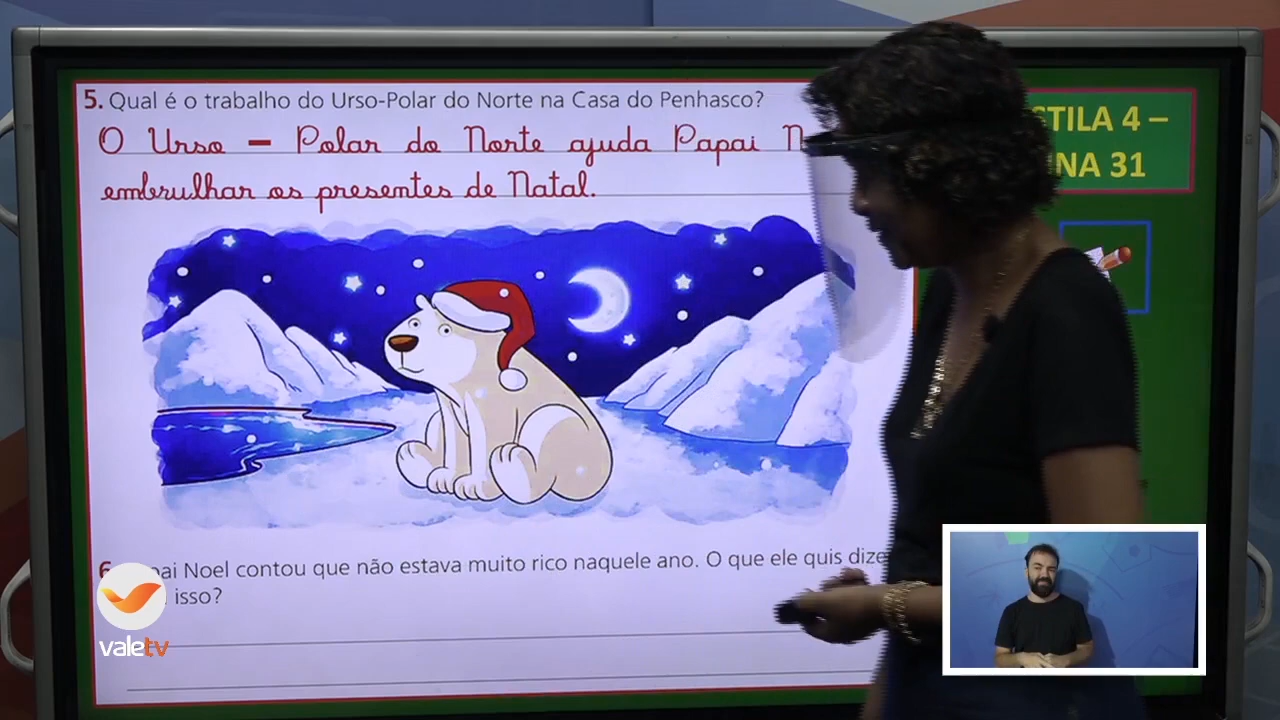 5. Qual é o trabalho do Urso-Polar do Norte na Casa do Penhasco?
O Urso – Polar do Norte ajuda Papai
embrulhar os presentes de Natal.
STILA 4 –
NA 31
6. Noel contou que não estava muito rico naquele ano. O que ele quis
isso?
valetv